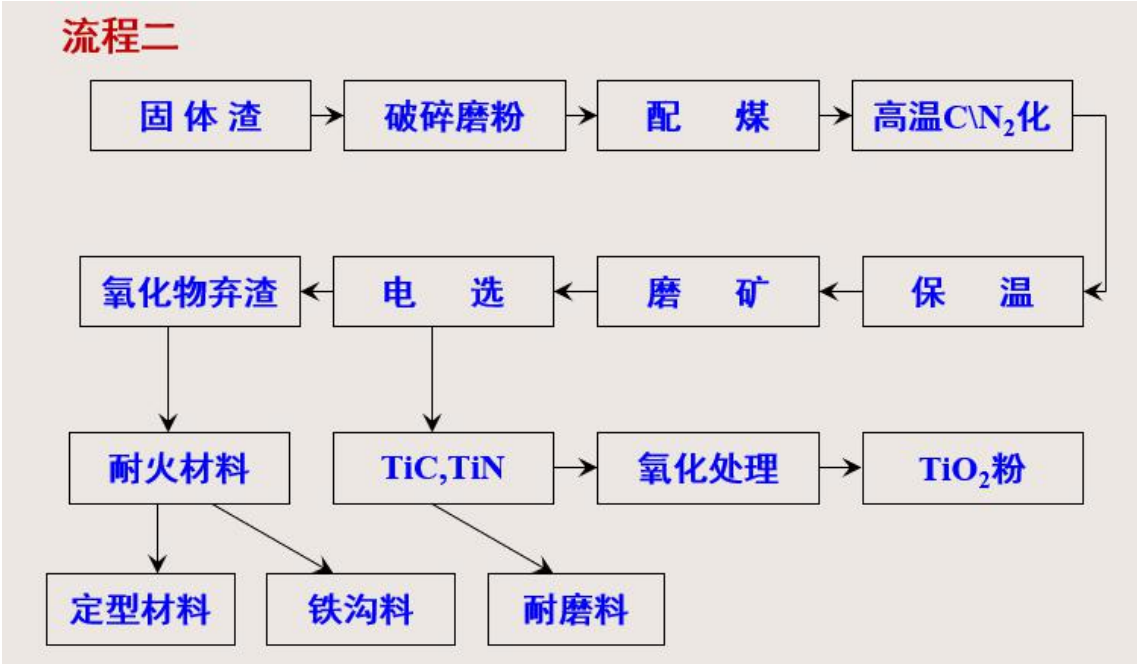 流程二
固体渣
破碎磨粉
配 煤
高温C\N₂化
氧化物弃渣
电 选
磨 矿
保 温
耐火材料
TiC,TiN
氧化处理
TiO₂粉
定型材料
铁沟料
耐磨料